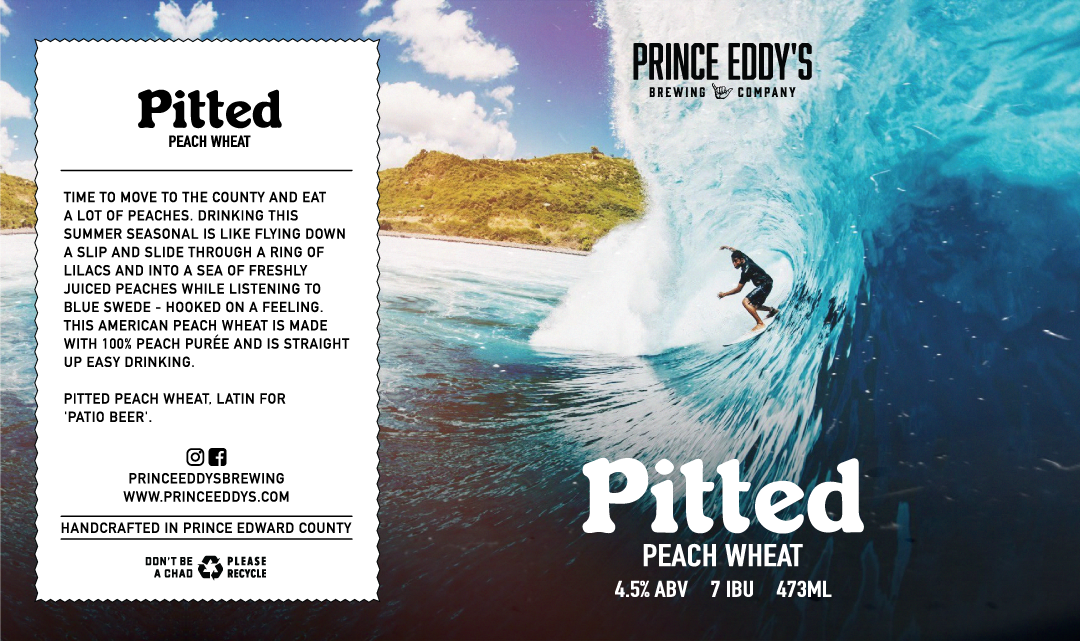 Pitted
PEACH WHEAT
TIME TO MOVE TO THE COUNTY AND EAT
A LOT OF PEACHES. DRINKING THIS
SUMMER SEASONAL IS LIKE FLYING DOWN
A SLIP AND SLIDE THROUGH A RING OF
LILACS AND INTO A SEA OF FRESHLY
JUICED PEACHES WHILE LISTENING TO
BLUE SWEDE - HOOKED ON A FEELING.
THIS AMERICAN PEACH WHEAT IS MADE
WITH 100% PEACH PURÉE AND IS STRAIGHT
UP EASY DRINKING.
PITTED PEACH WHEAT, LATIN FOR
'PATIO BEER'.
PRINCEEDDYSBREWING
WWW.PRINCEEDDYS.COM
HANDCRAFTED IN PRINCE EDWARD COUNTY
DON'T BE
A CHAD
PLEASE
RECYCLE
PRINCE EDDY'S
BREWING COMPANY
Pitted
PEACH WHEAT
4.5% ABV 7 IBU 473ML